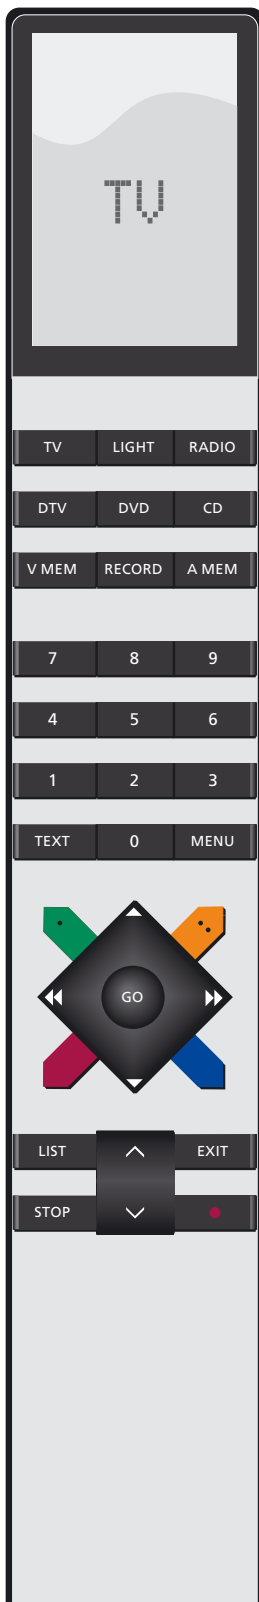 TV
TV LIGHT RADIO
DTV DVD CD
V MEM RECORD A MEM
7 8 9
4 5 6
1 2 3
TEXT 0 MENU
GO
LIST EXIT
STOP